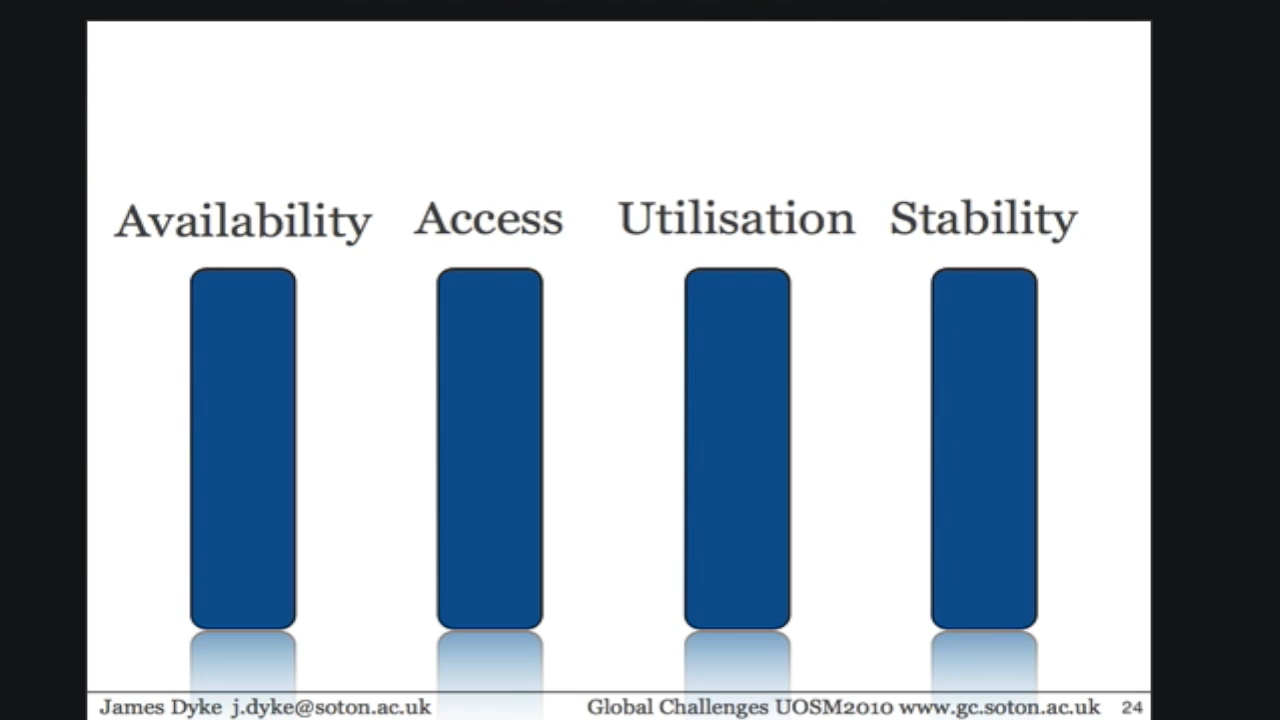 Availability Access Utilisation Stability
James Dyke j.dyke@soton.ac.uk Global Challenges UOSM2010 www.gc.soton.ac.uk 24